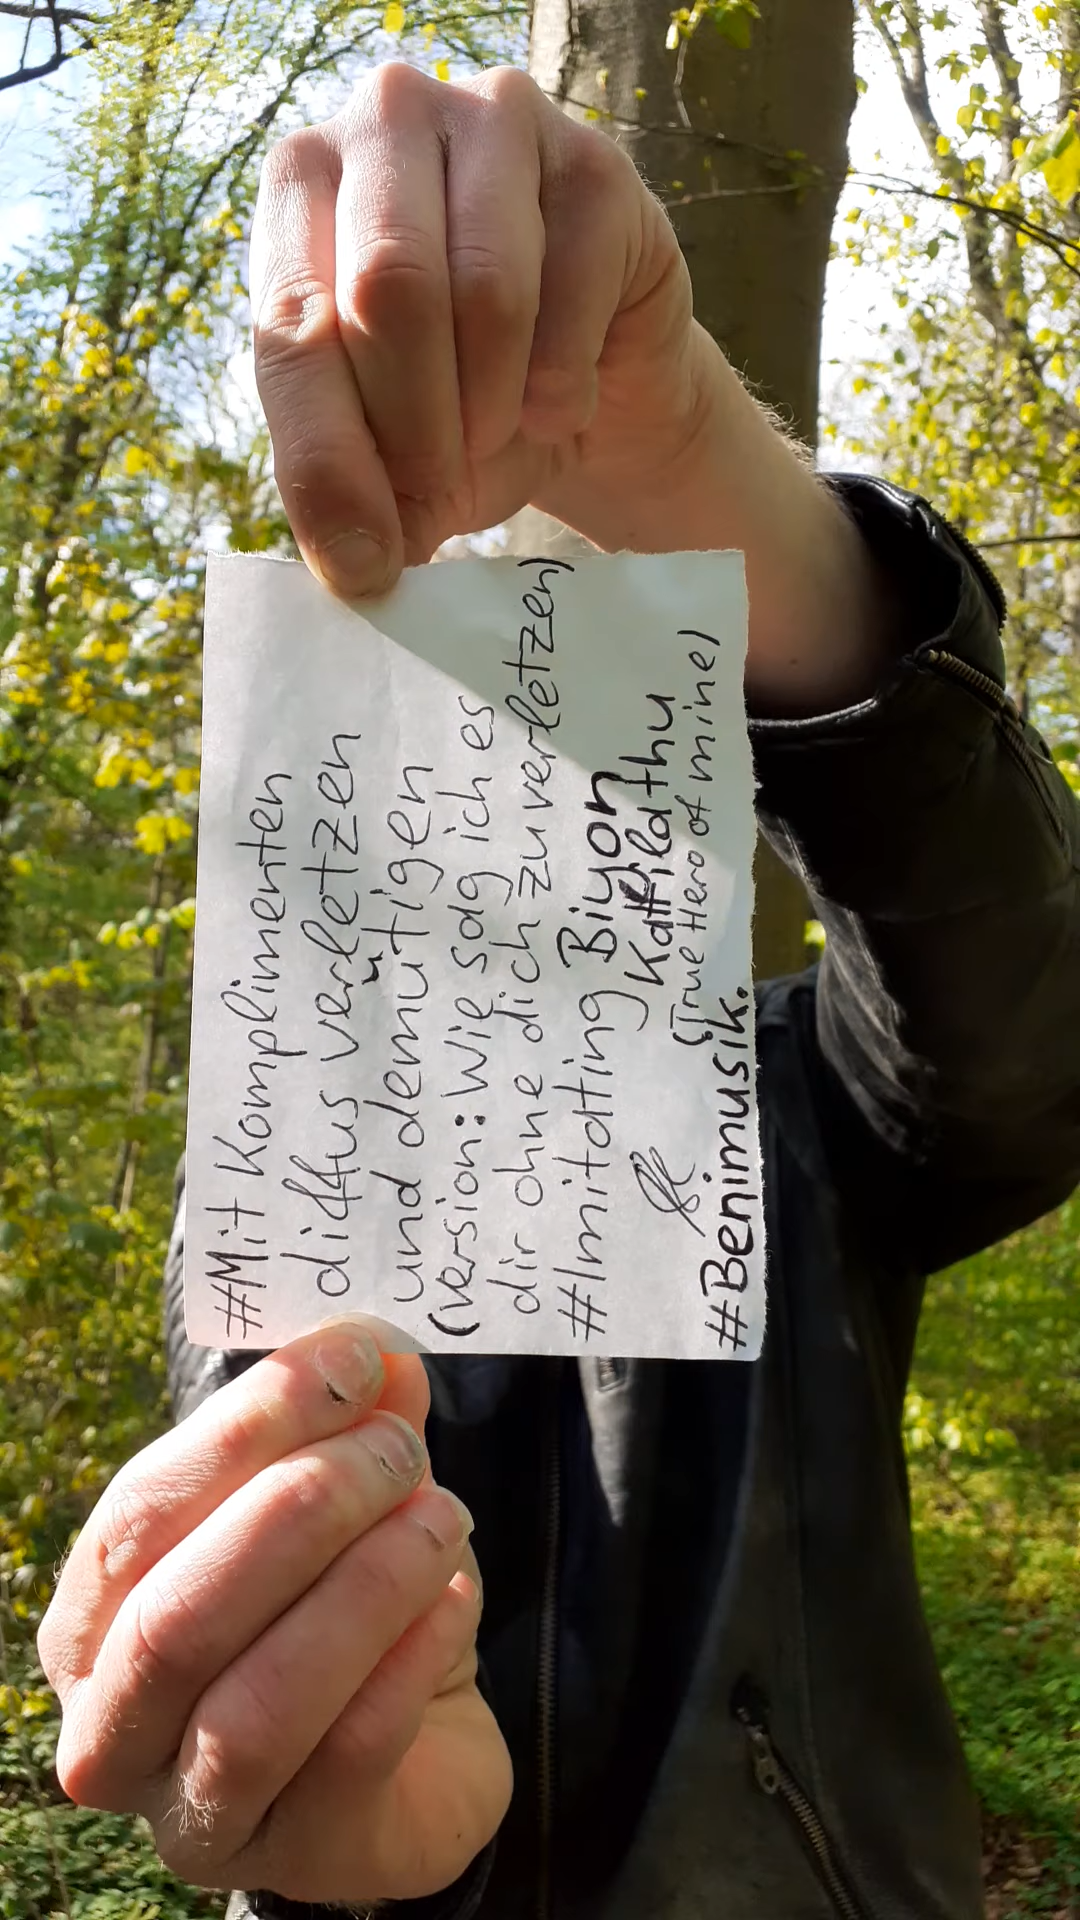 #Mit Komplimenten
diffus verletzen
und demütigen
(version: Wie sag ich es
dir ohne dich zu verletzen)
#Imitating Biyon
Kattilathu
(True Hero of mine)
#Benimusik.